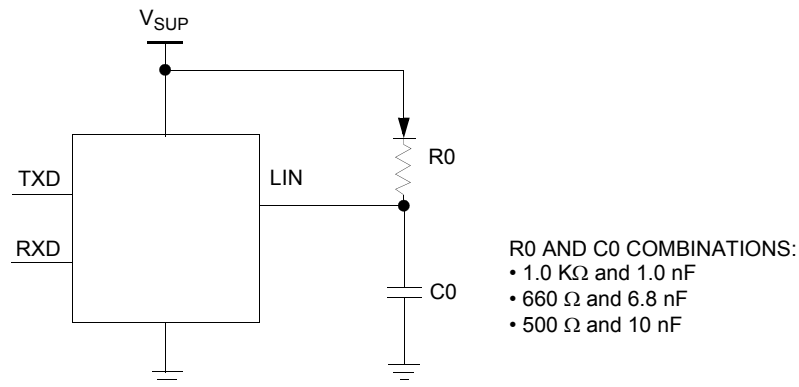 VSUP
TXD
LIN
R0
RXD
C0
R0 AND C0 COMBINATIONS:
• 1.0 KΩ and 1.0 nF
• 660 Ω and 6.8 nF
• 500 Ω and 10 nF